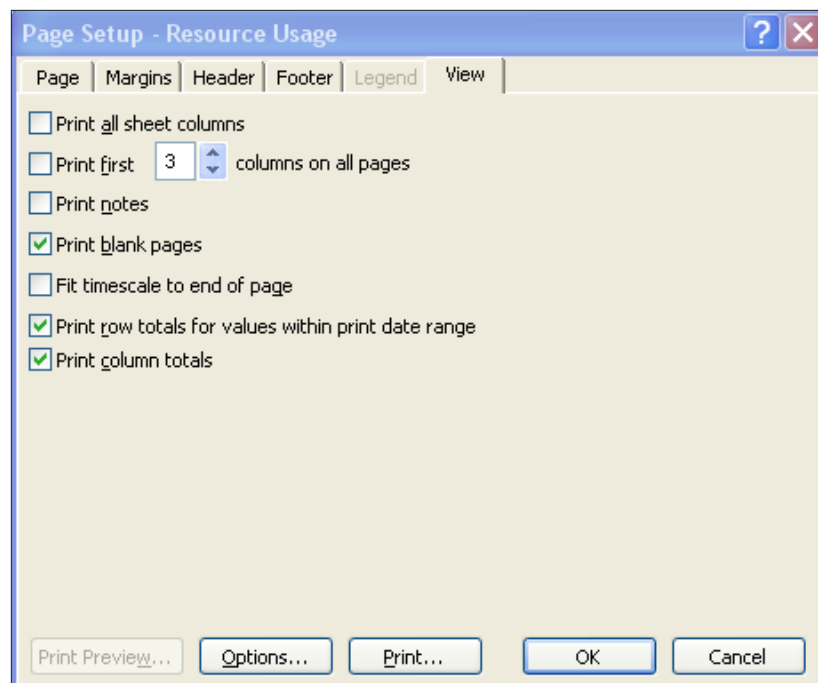 Page Setup - Resource Usage
Page Margins Header Footer Legend View
Print all sheet columns
Print first 3 columns on all pages
Print notes
Print blank pages
Fit timescale to end of page
Print row totals for values within print date range
Print column totals
Print Preview... Options... Print... OK Cancel